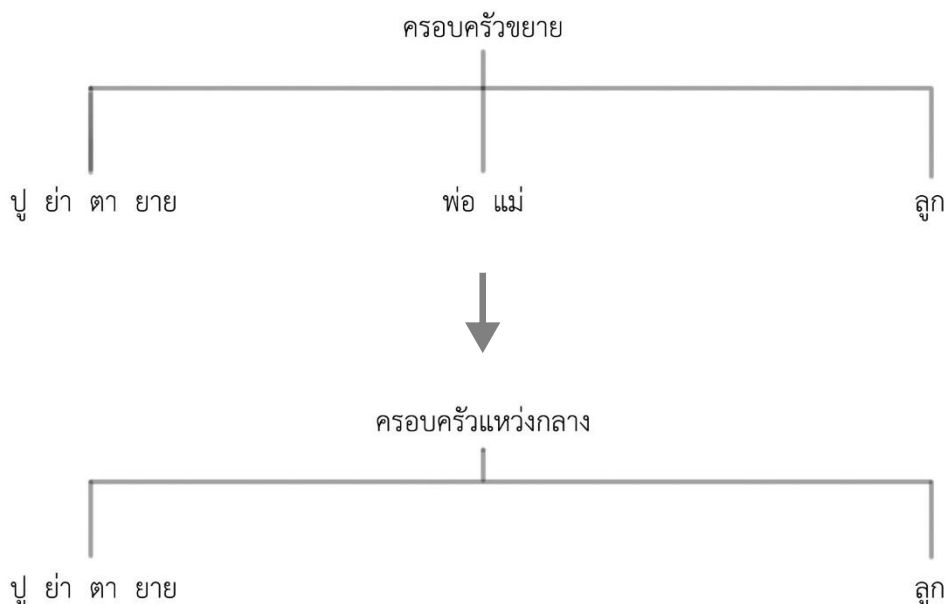 ครอบครัวขยาย
ปู่ ย่า ตา ยาย พ่อ แม่ ลูก
ครอบครัวแหว่งกลาง
ปู่ ย่า ตา ยาย ลูก